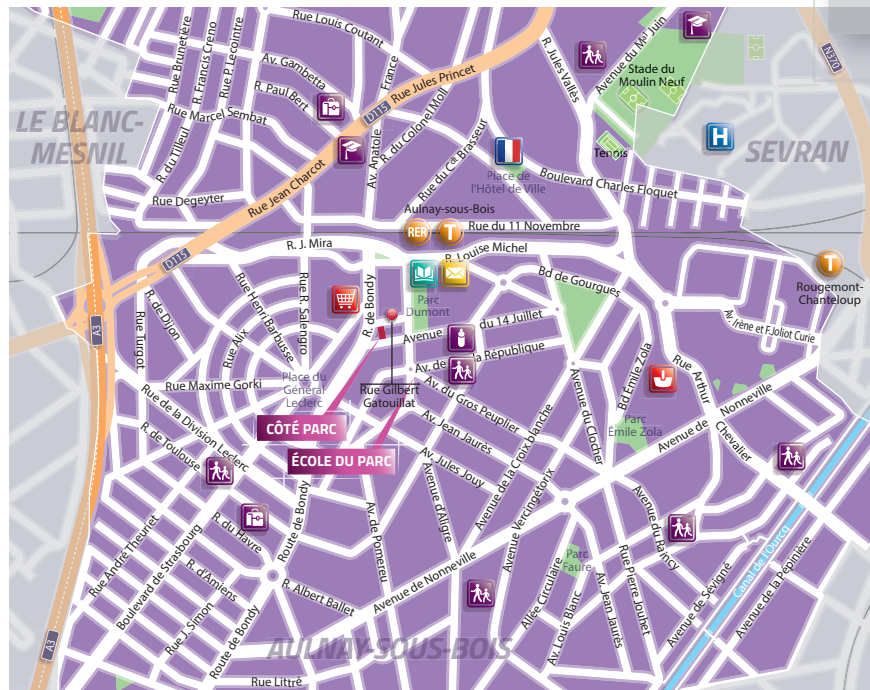 Rue Louis Coutant
Rue Brunetière
R. Francis Creno
Rue P. Lecointre
Av. Gambetta
R. Paul Bert
France
Rue Jules Princet
D115
R. Jules Vallès
Avenue du Mal Juin
N370
Stade du
Moulin Neuf
LE BLANC-
MESNIL
Rue Marcel Sembat
R. du Tilleul
Av. Anatole
R. du Colonel Moll
Rue du Cdt Brasseur
H
SEVRAN
Tennis
Place de
l'Hôtel de Ville
Boulevard Charles Floquet
Rue Degeyter
Rue Jean Charcot
Aulnay-sous-Bois
RER
T
Rue du 11 Novembre
D115
R. J. Mira
R. Louise Michel
Bd de Gourgues
T
Rougemont-
Chanteloup
Parc
Dumont
A3
Rue Turgot
R. de Dijon
Rue Alix
Rue Henri Barbusse
Rue R. Salengro
R. de Bondy
Avenue du 14 Juillet
Av. de la République
Av. Irène et F.Joliot Curie
Bd Émile Zola
Rue Arthur
Chevalier
Rue Maxime Gorki
Place du
Général
Leclerc
Rue Gilbert
Gatouillat
Av. du Gros Peuplier
Avenue du Clocher
Parc
Émile Zola
Avenue de Nonneville
CÔTÉ PARC
ÉCOLE DU PARC
Rue de la Division Leclerc
R. de Toulouse
Av. Jean Jaurès
Av. Jules Jouy
Avenue de la Croix blanche
Avenue d'Aligre
Avenue Vercingétorix
Av. de Pomereu
Route de Bondy
R. du Havre
Rue André Theuriet
Boulevard de Strasbourg
R. d'Amiens
Rue J. Simon
Route de Bondy
R. Albert Ballet
Avenue de Nonneville
Parc
Faure
Allée Circulaire
Av. Louis Blanc
Av. Jean Jaurès
Rue Pierre Jouhet
Avenue du Raincy
Avenue de Sévigné
Canal de l'Ourcq
Avenue de la Pépinière
A3
AULNAY-SOUS-BOIS
Rue Littré